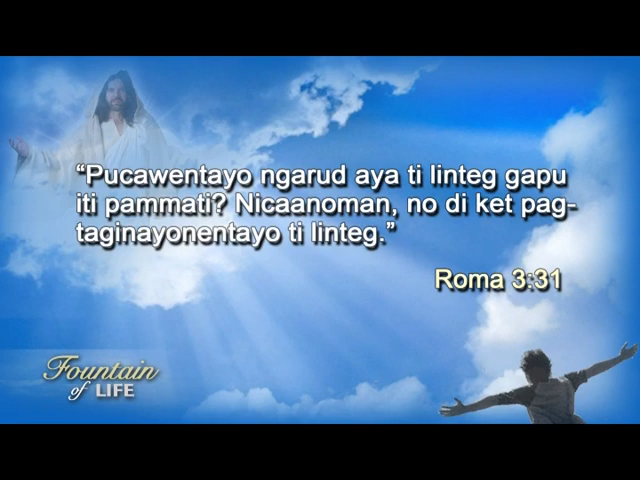 “Pucawentayo ngarud aya ti linteg gapu
iti pammati? Nicaanoman, no di ket pag-
taginayonentayo ti linteg.”
Roma 3:31
Fountain
of LIFE